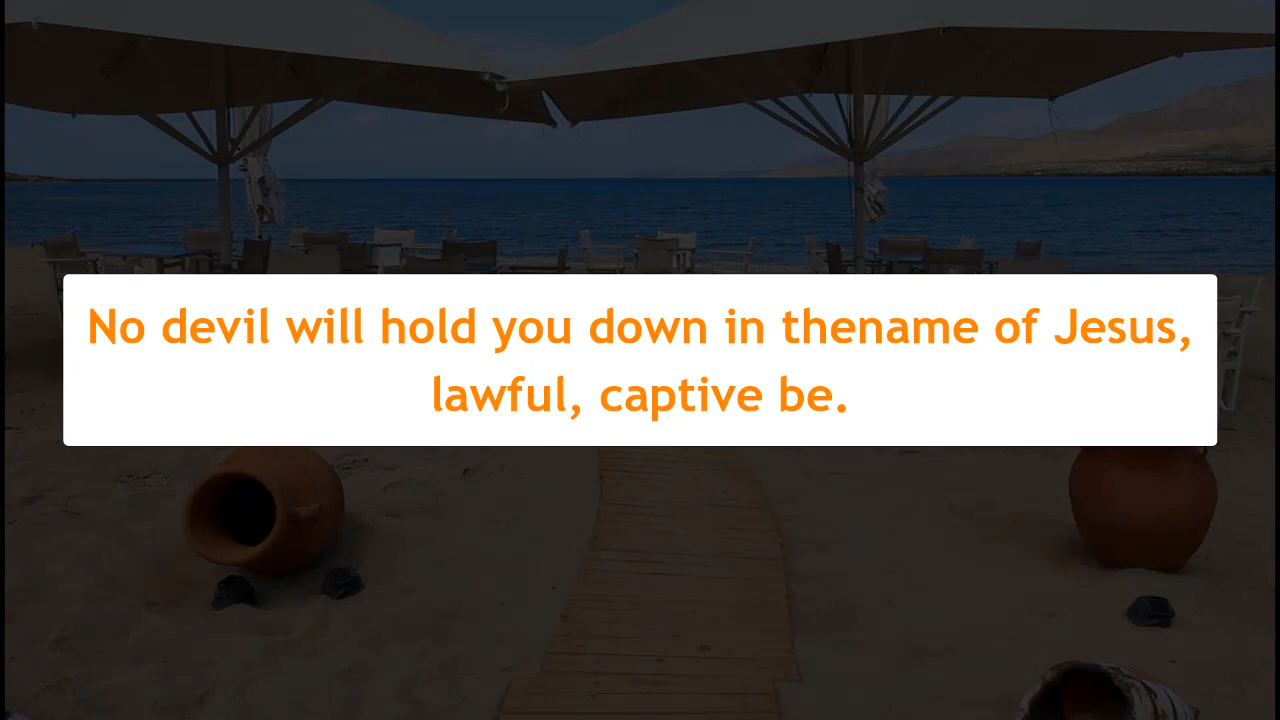 No devil will hold you down in thename of Jesus,
lawful, captive be.